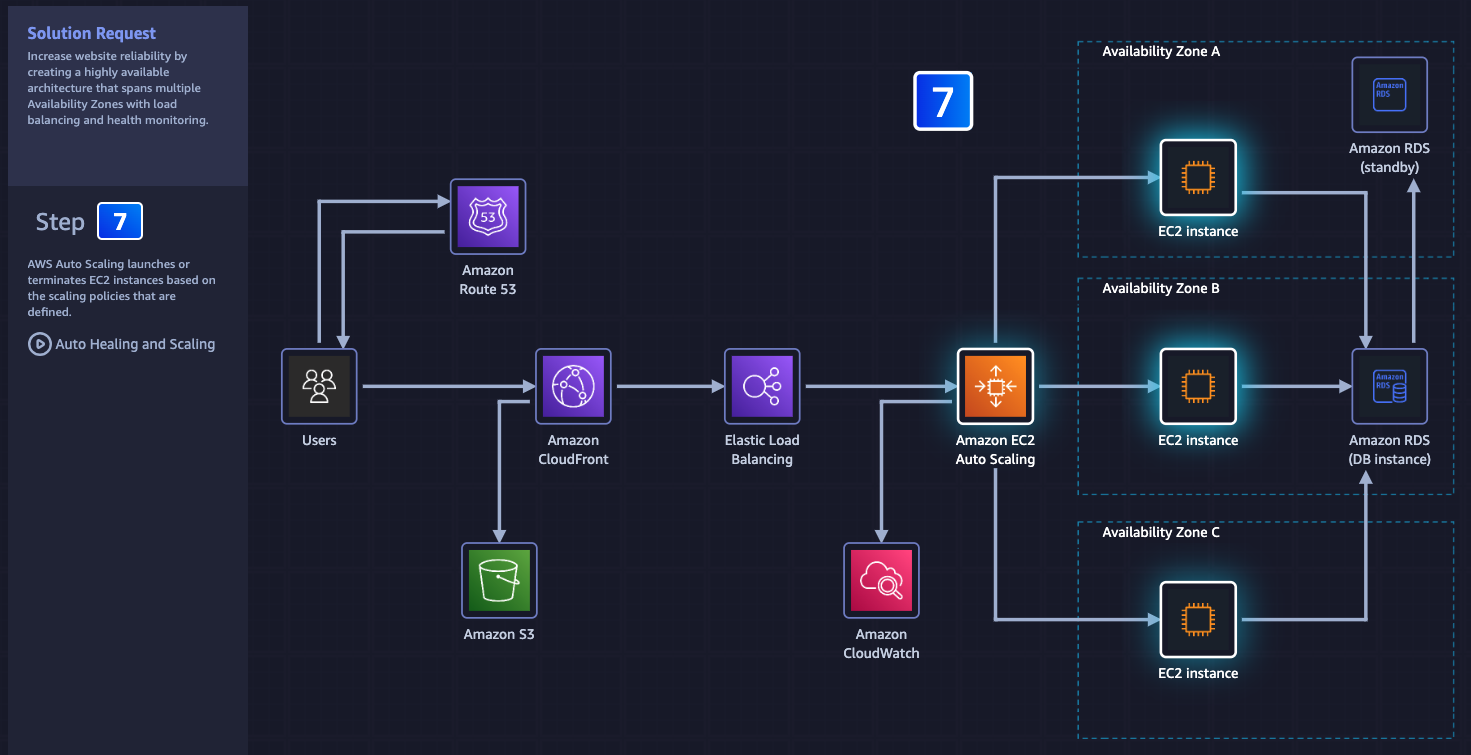 Solution Request
Increase website reliability by
creating a highly available
architecture that spans multiple
Availability Zones with load
balancing and health monitoring.
Step 7
AWS Auto Scaling launches or
terminates EC2 instances based on
the scaling policies that are
defined.
Auto Healing and Scaling
7
53
Amazon
Route 53
Users
Amazon
CloudFront
Amazon S3
Elastic Load
Balancing
Amazon EC2
Auto Scaling
Amazon
CloudWatch
Availability Zone A
EC2 instance
Amazon
RDS
Amazon RDS
(standby)
Availability Zone B
EC2 instance
Amazon
RDS
Amazon RDS
(DB instance)
Availability Zone C
EC2 instance